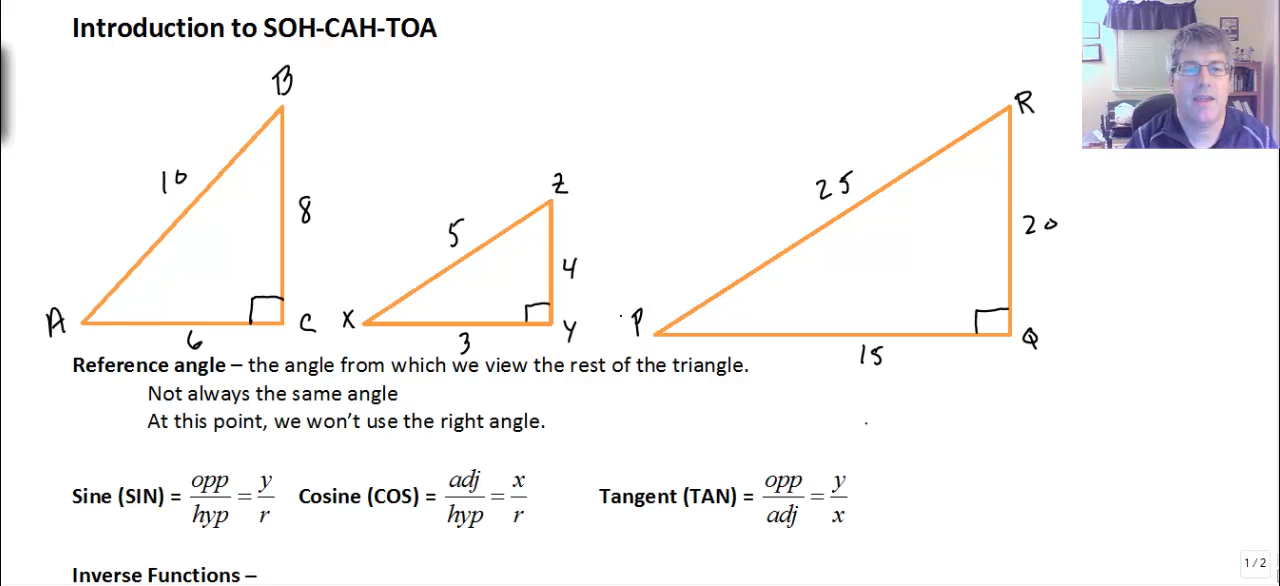 Introduction to SOH-CAH-TOA
B
10
8
A
6
C
Z
5
4
X
3
Y
R
25
20
P
15
Q
Reference angle – the angle from which we view the rest of the triangle.
Not always the same angle
At this point, we won't use the right angle.
Sine (SIN) = opp/hyp = y/r Cosine (COS) = adj/hyp = x/r Tangent (TAN) = opp/adj = y/x
Inverse Functions –
1 / 2